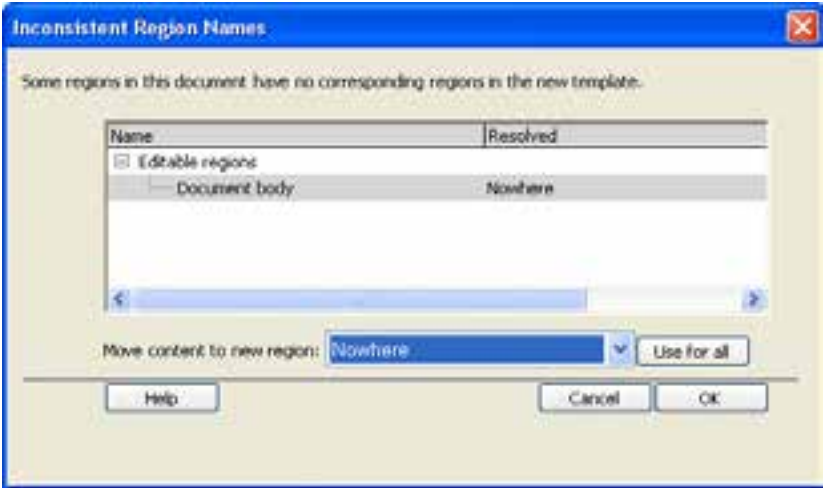 Inconsistent Region Names
Some regions in this document have no corresponding regions in the new template.
Name Resolved
Editable regions
Document body Nowhere
Move content to new region: Nowhere Use for all
Help Cancel OK